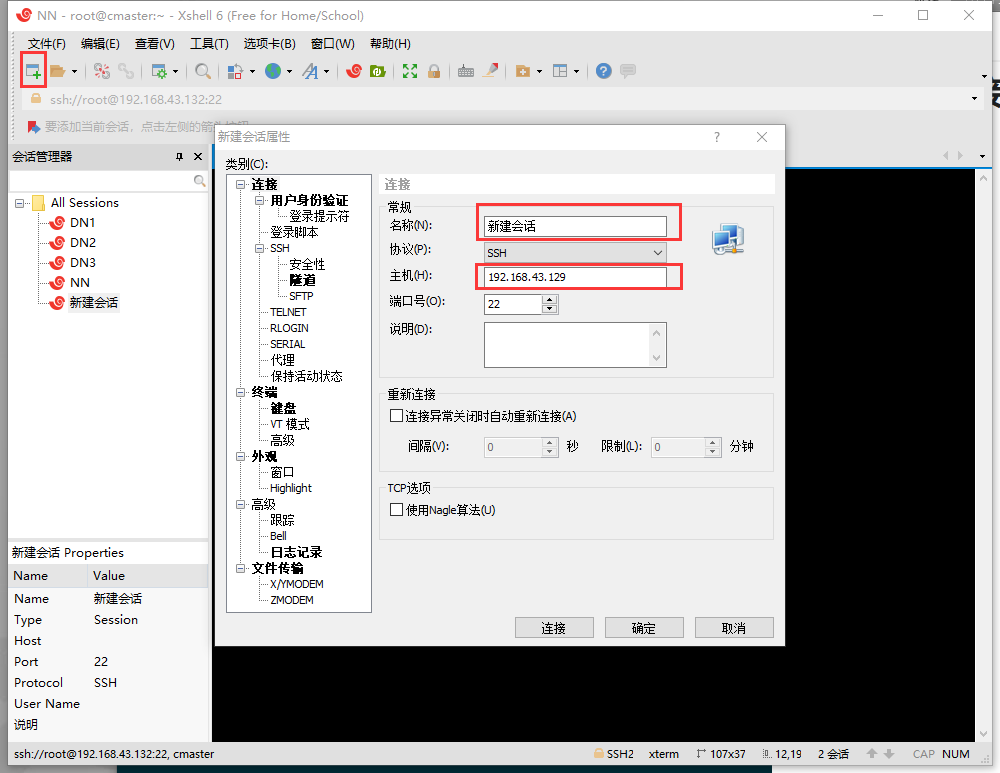 NN - root@cmaster:~ - Xshell 6 (Free for Home/School)
文件(F) 编辑(E) 查看(V) 工具(T) 选项卡(B) 窗口(W) 帮助(H)
ssh://root@192.168.43.132:22
要添加当前会话，点击左侧的箭头按钮
会话管理器
All Sessions
DN1
DN2
DN3
NN
新建会话
新建会话 Properties
Name Value
Name 新建会话
Type Session
Host
Port 22
Protocol SSH
User Name
说明
新建会话属性
类别(C):
连接
用户身份验证
登录提示符
登录脚本
SSH
安全性
隧道
SFTP
TELNET
RLOGIN
SERIAL
代理
保持活动状态
终端
键盘
VT 模式
高级
外观
窗口
Highlight
高级
跟踪
Bell
日志记录
文件传输
X/YMODEM
ZMODEM
连接
常规
名称(N): 新建会话
协议(P): SSH
主机(H): 192.168.43.129
端口号(O): 22
说明(D):
重新连接
连接异常关闭时自动重新连接(A)
间隔(V): 0 秒 限制(L): 0 分钟
TCP选项
使用Nagle算法(U)
连接 确定 取消
ssh://root@192.168.43.132:22, cmaster SSH2 xterm 107x37 12,19 2 会话 CAP NUM